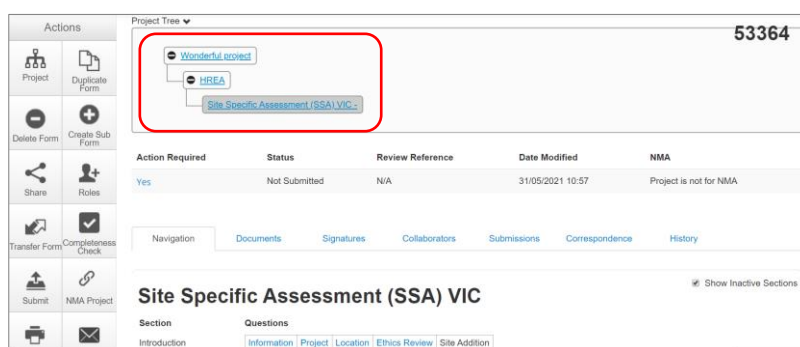 Actions
Project
Duplicate
Form
Delete Form
Create Sub
Form
Share
Roles
Transfer Form
Completeness
Check
Submit
NMA Project
Project Tree
53364
Wonderful project
HREA
Site Specific Assessment (SSA) VIC -
Action Required Status Review Reference Date Modified NMA
Yes Not Submitted N/A 31/05/2021 10:57 Project is not for NMA
Navigation Documents Signatures Collaborators Submissions Correspondence History
Show Inactive Sections
Site Specific Assessment (SSA) VIC
Section Questions
Introduction Information Project Location Ethics Review Site Addition